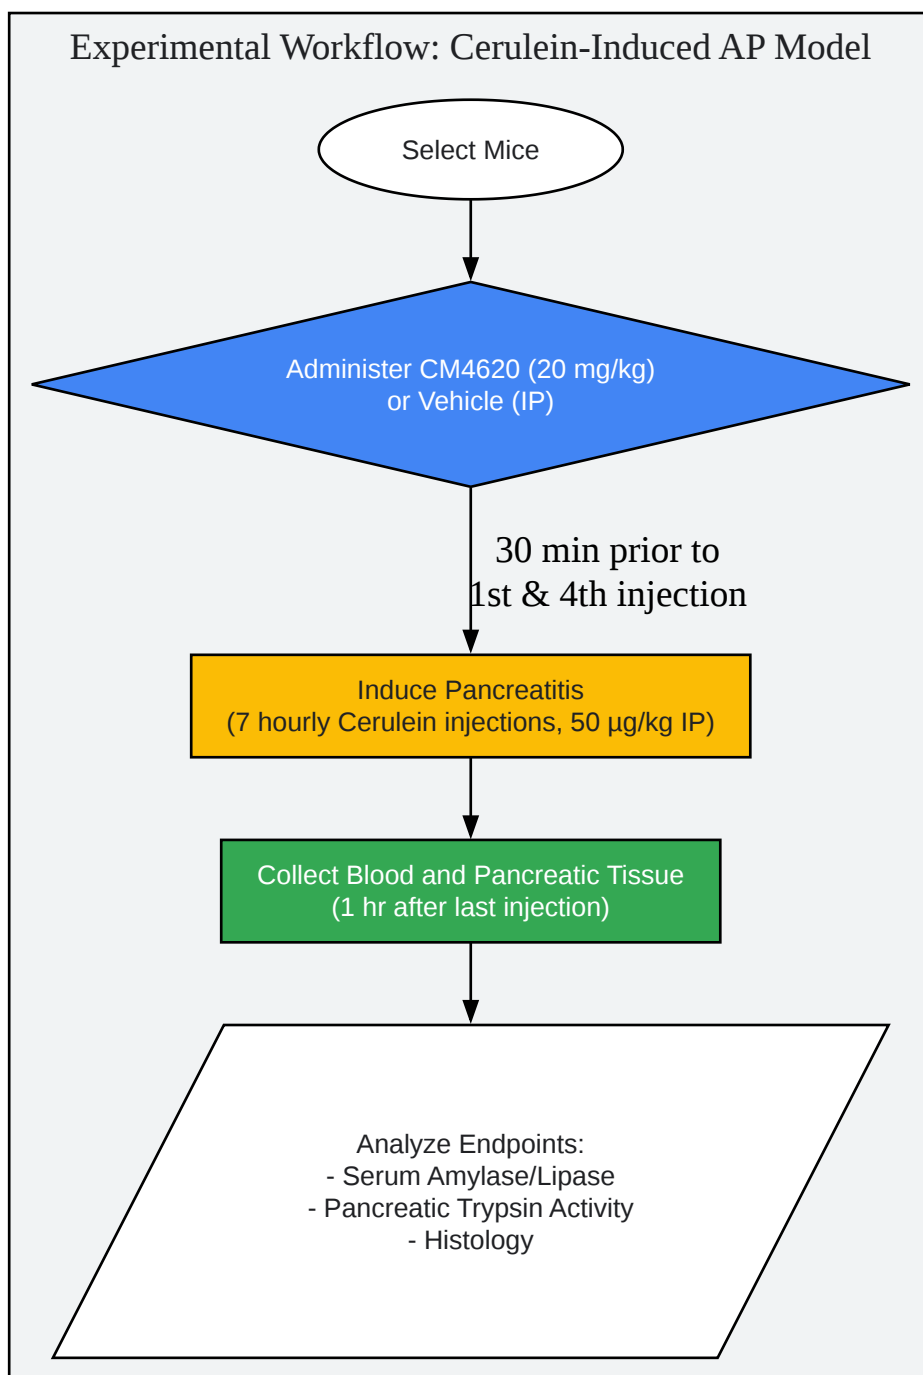 Experimental Workflow: Cerulein-Induced AP Model
Select Mice
Administer CM4620 (20 mg/kg)
or Vehicle (IP)
30 min prior to
1st & 4th injection
Induce Pancreatitis
(7 hourly Cerulein injections, 50 µg/kg IP)
Collect Blood and Pancreatic Tissue
(1 hr after last injection)
Analyze Endpoints:
- Serum Amylase/Lipase
- Pancreatic Trypsin Activity
- Histology